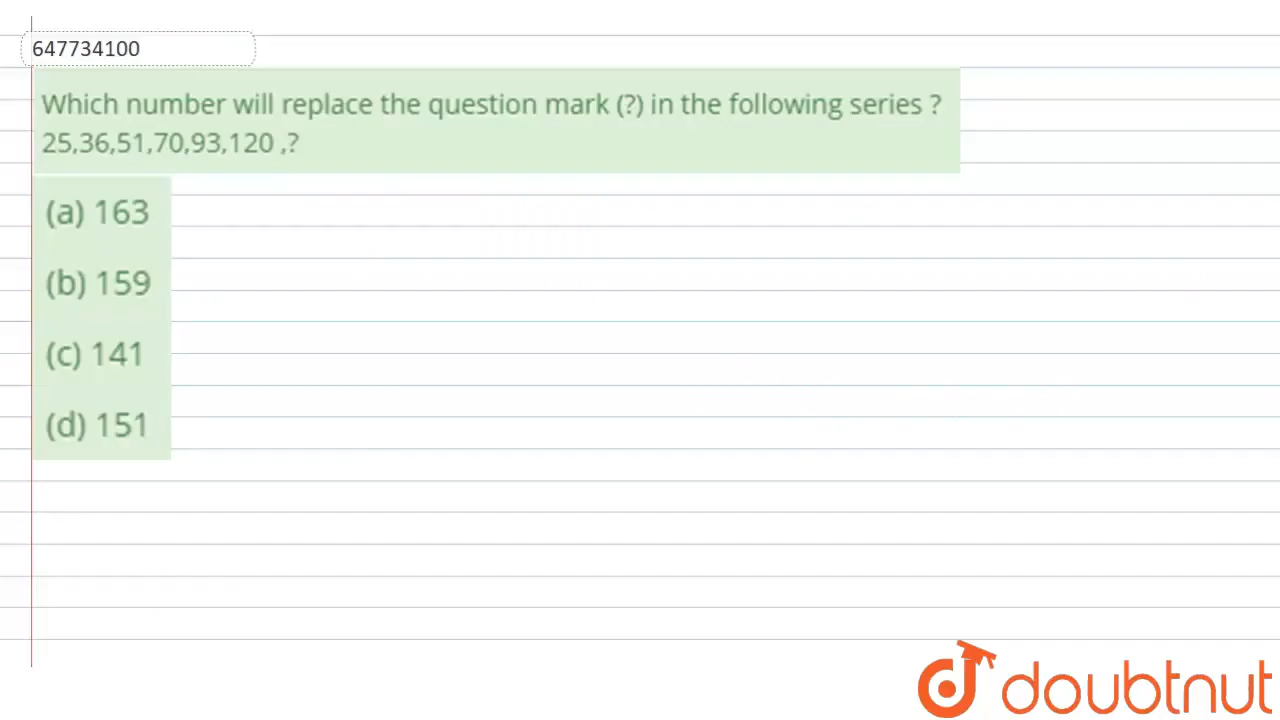 647734100
Which number will replace the question mark (?) in the following series ?
25,36,51,70,93,120 ,?
(a) 163
(b) 159
(c) 141
(d) 151
doubtnut